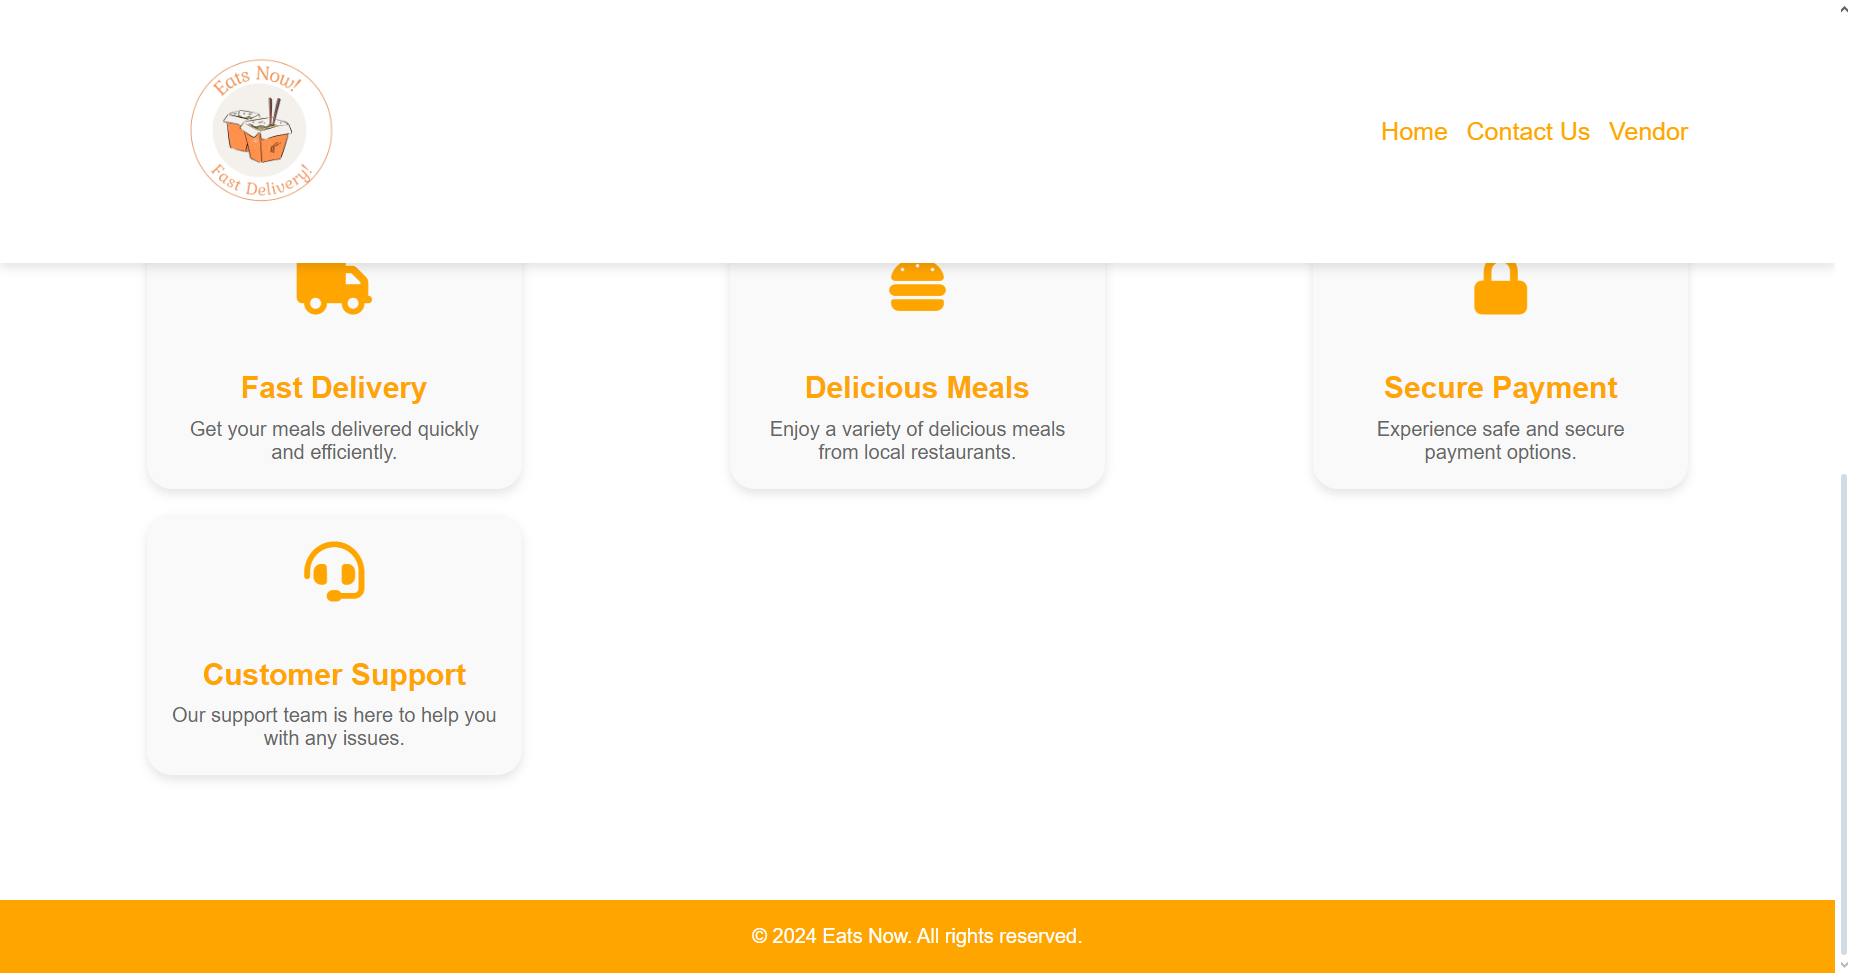 Eats Now!
Fast Delivery!
Home Contact Us Vendor
Fast Delivery
Get your meals delivered quickly
and efficiently.
Delicious Meals
Enjoy a variety of delicious meals
from local restaurants.
Secure Payment
Experience safe and secure
payment options.
Customer Support
Our support team is here to help you
with any issues.
© 2024 Eats Now. All rights reserved.